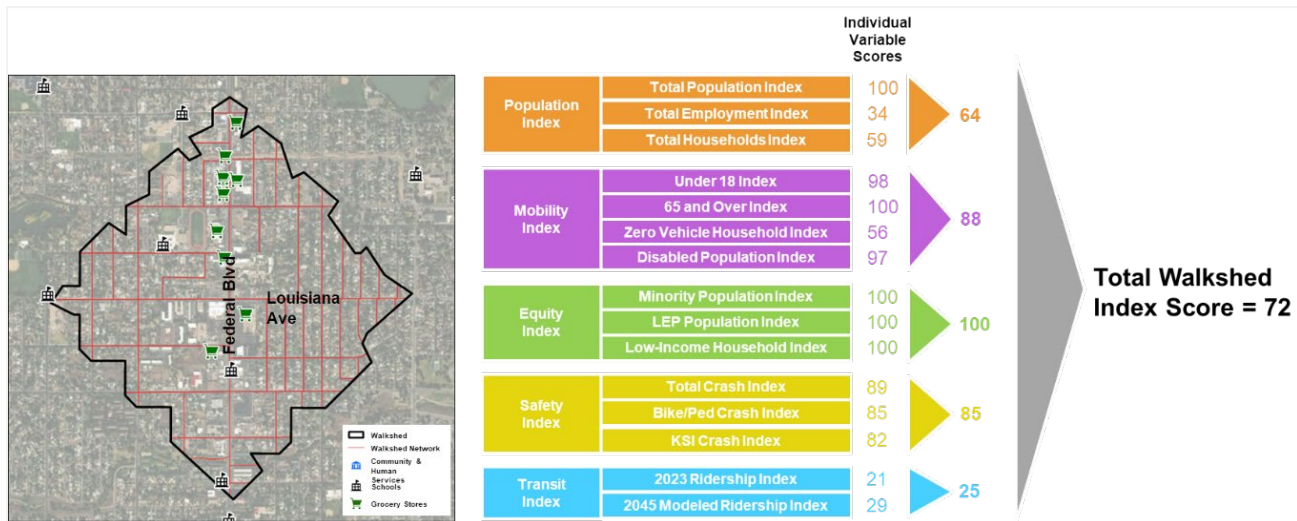 Individual
Variable
Scores
Population
Index
Total Population Index
100
Total Employment Index
34
Total Households Index
59
64
Mobility
Index
Under 18 Index
98
65 and Over Index
100
Zero Vehicle Household Index
56
Disabled Population Index
97
88
Equity
Index
Minority Population Index
100
LEP Population Index
100
Low-Income Household Index
100
100
Safety
Index
Total Crash Index
89
Bike/Ped Crash Index
85
KSI Crash Index
82
85
Transit
Index
2023 Ridership Index
21
2045 Modeled Ridership Index
29
25
Total Walkshed
Index Score = 72
Federal Blvd
Louisiana
Ave
Walkshed
Walkshed Network
Community &
Human
Services
Schools
Grocery Stores